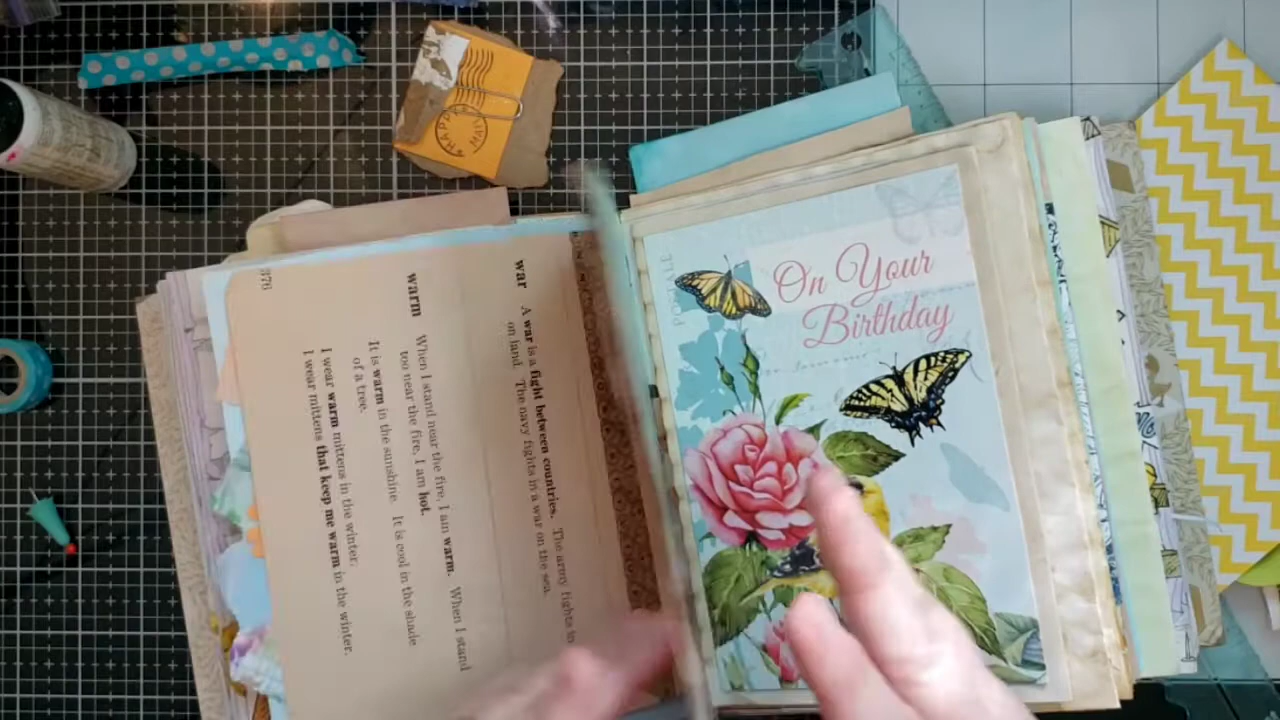 376
war A war is a fight between countries. The army fights
on land. The navy fights in a war on the sea.
warm When I stand near the fire, I am warm. When I stand
too near the fire, I am hot.
It is warm in the sunshine. It is cool in the shade
of a tree.
I wear warm mittens in the winter.
I wear mittens that keep me warm in the winter.
HAPPY
MAIL
On Your
Birthday